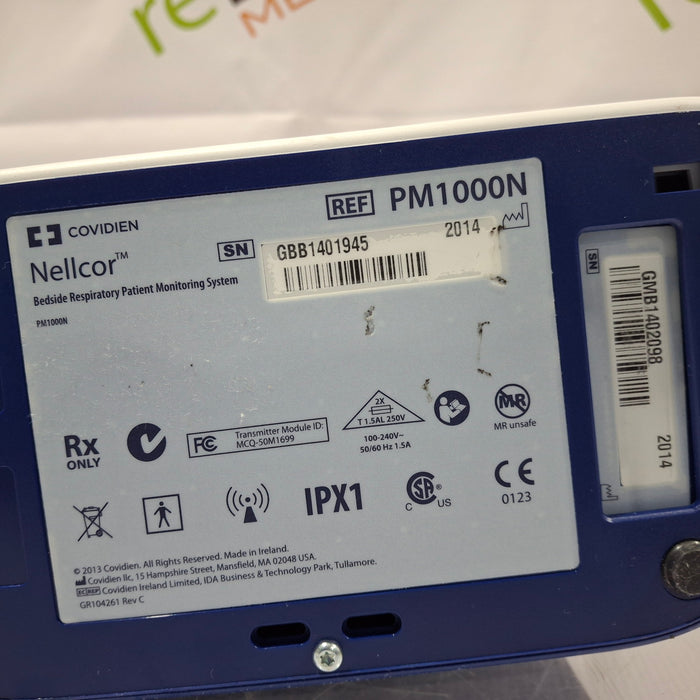 REF PM1000N
COVIDIEN
Nellcor™
SN GBB1401945 2014
Bedside Respiratory Patient Monitoring System
PM1000N
Rx ONLY
FC Transmitter Module ID:
MCQ-50M1699
2X
T 1.5AL 250V
100-240V~
50/60 Hz 1.5A
MR
MR unsafe
IPX1
CSA®
C US
CE
0123
© 2013 Covidien. All Rights Reserved. Made in Ireland.
Covidien llc, 15 Hampshire Street, Mansfield, MA 02048 USA.
EC REP Covidien Ireland Limited, IDA Business & Technology Park, Tullamore.
GR104261 Rev C
SN
GMB1402098
2014